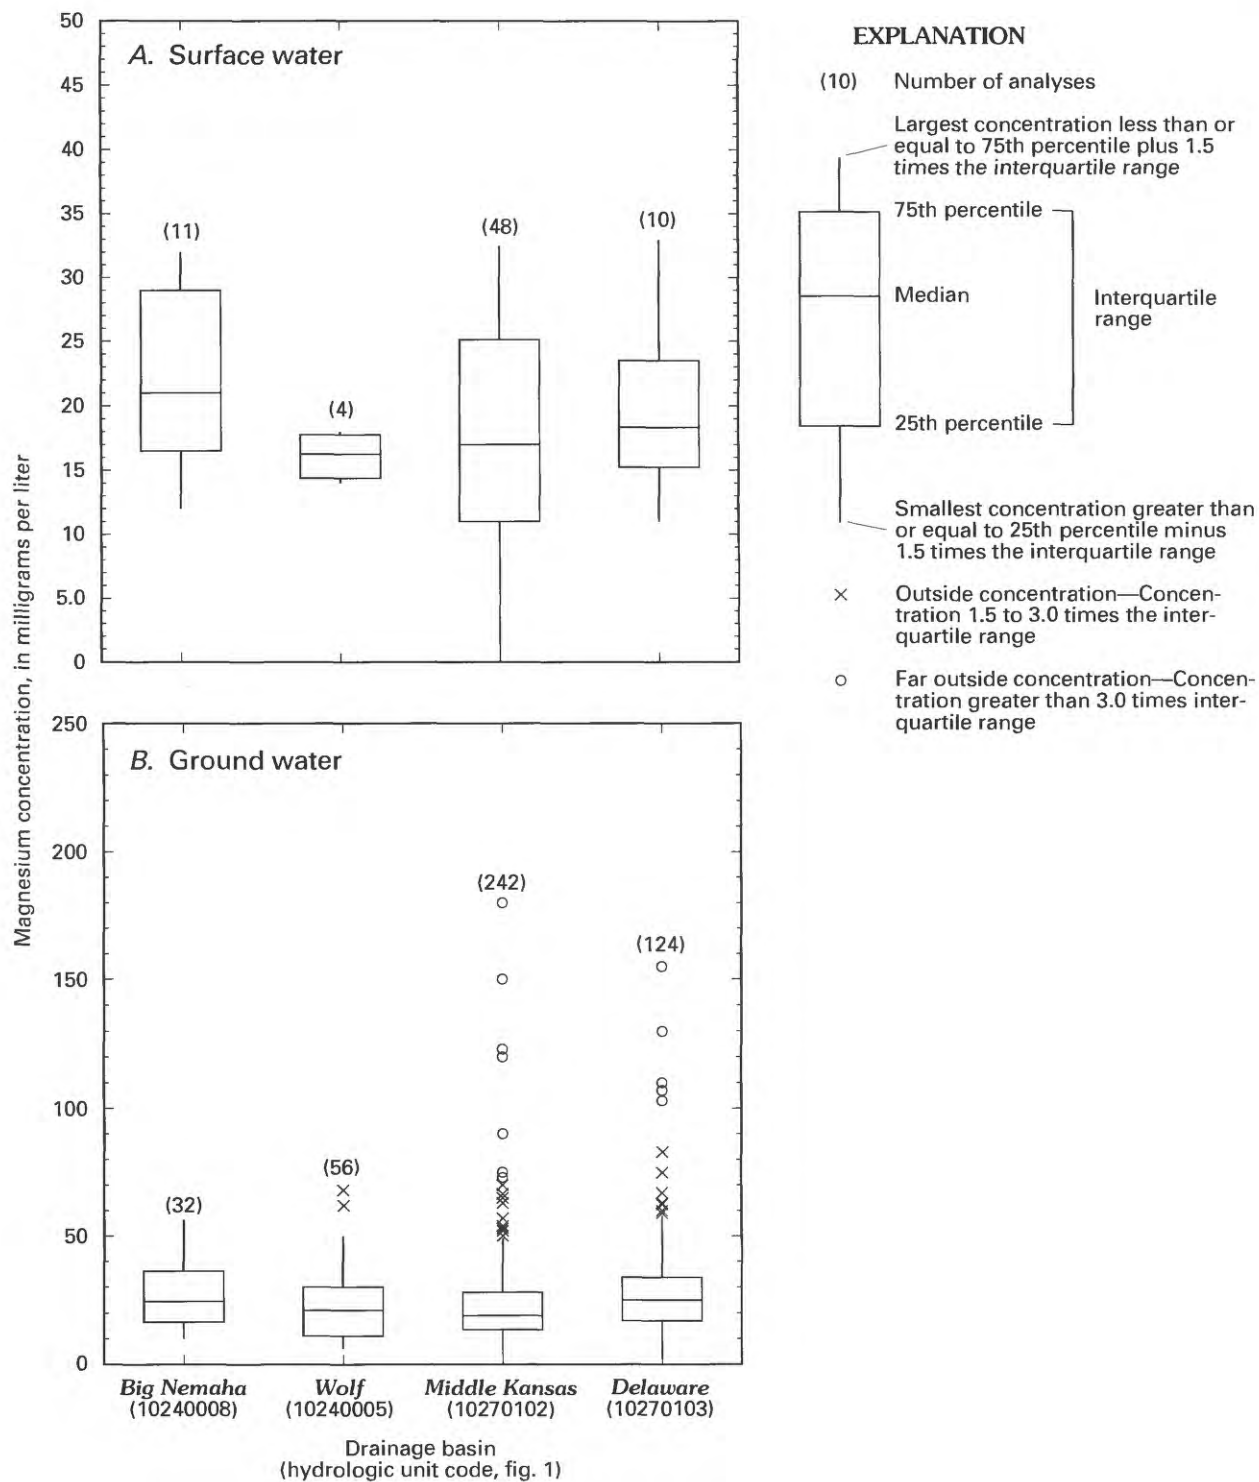 50
A. Surface water
45
40
35
30
25
20
15
10
5.0
0
(11)
(4)
(48)
(10)
EXPLANATION
(10) Number of analyses
Largest concentration less than or
equal to 75th percentile plus 1.5
times the interquartile range
75th percentile
Median
Interquartile
range
25th percentile
Smallest concentration greater than
or equal to 25th percentile minus
1.5 times the interquartile range
× Outside concentration—Concen-
tration 1.5 to 3.0 times the inter-
quartile range
○ Far outside concentration—Concen-
tration greater than 3.0 times inter-
quartile range
Magnesium concentration, in milligrams per liter
250
B. Ground water
200
150
100
50
0
(32)
(56)
(242)
(124)
Big Nemaha Wolf Middle Kansas Delaware
(10240008) (10240005) (10270102) (10270103)
Drainage basin
(hydrologic unit code, fig. 1)